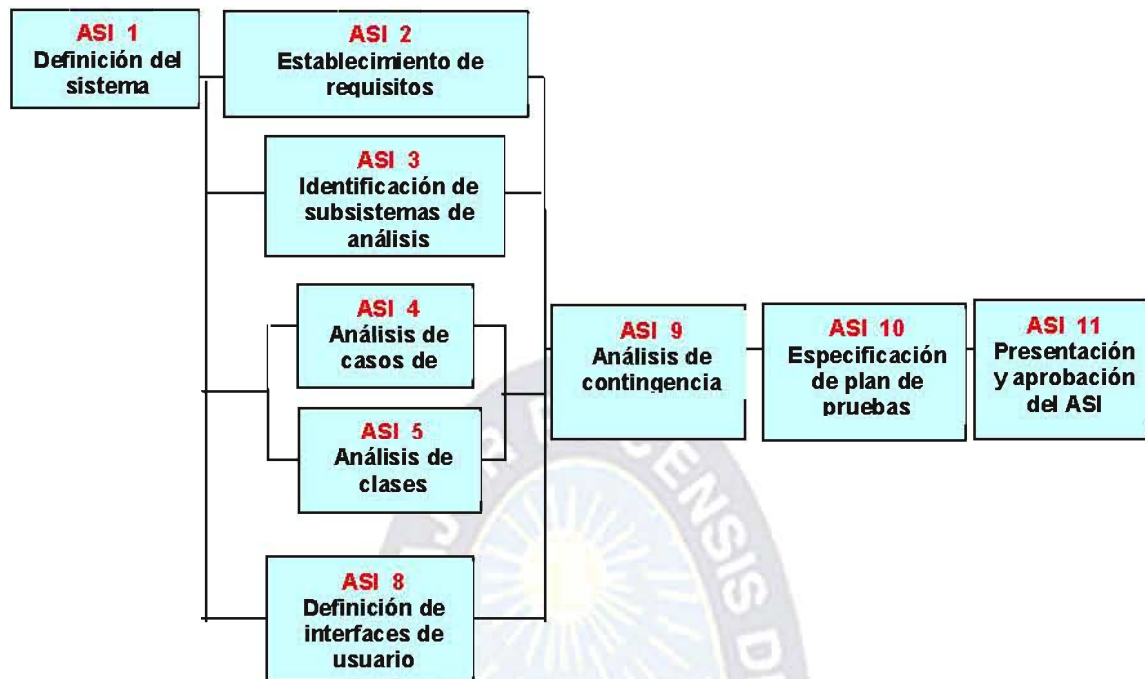 ASI 1
Definición del
sistema
ASI 2
Establecimiento de
requisitos
ASI 3
Identificación de
subsistemas de
análisis
ASI 4
Análisis de
casos de
ASI 5
Análisis de
clases
ASI 8
Definición de
interfaces de
usuario
ASI 9
Análisis de
contingencia
ASI 10
Especificación
de plan de
pruebas
ASI 11
Presentación
y aprobación
del ASI
ENSIS